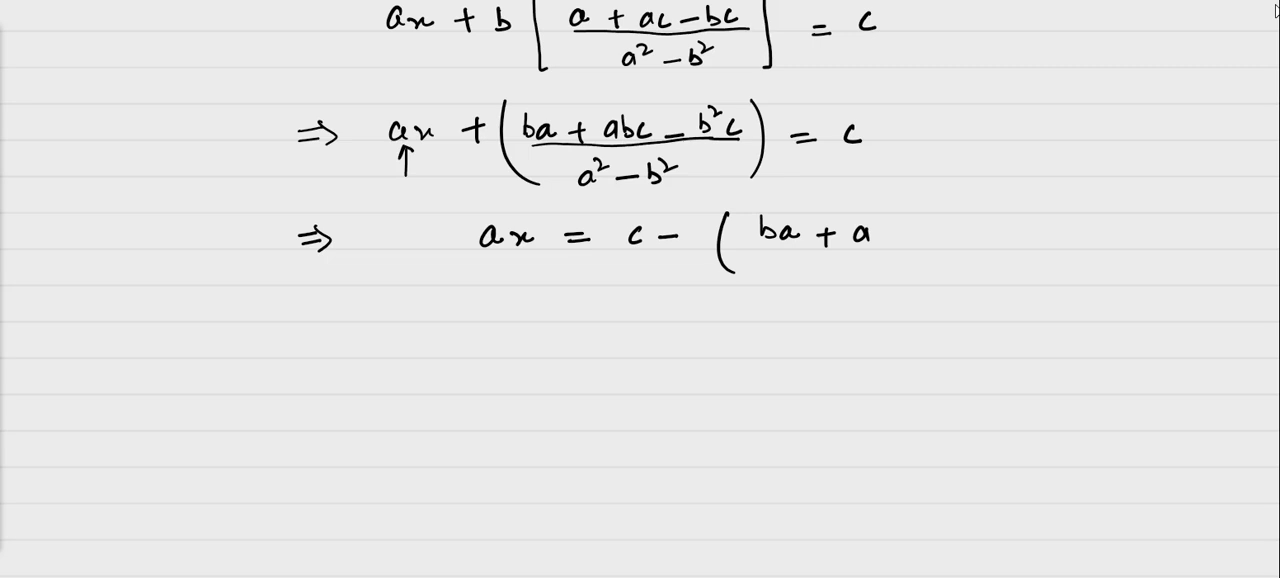 ax + b [ (a + ac - bc) / (a² - b²) ] = c
⇒ ax + ( (ba + abc - b²c) / (a² - b²) ) = c
↑
⇒ ax = c - ( ba + a